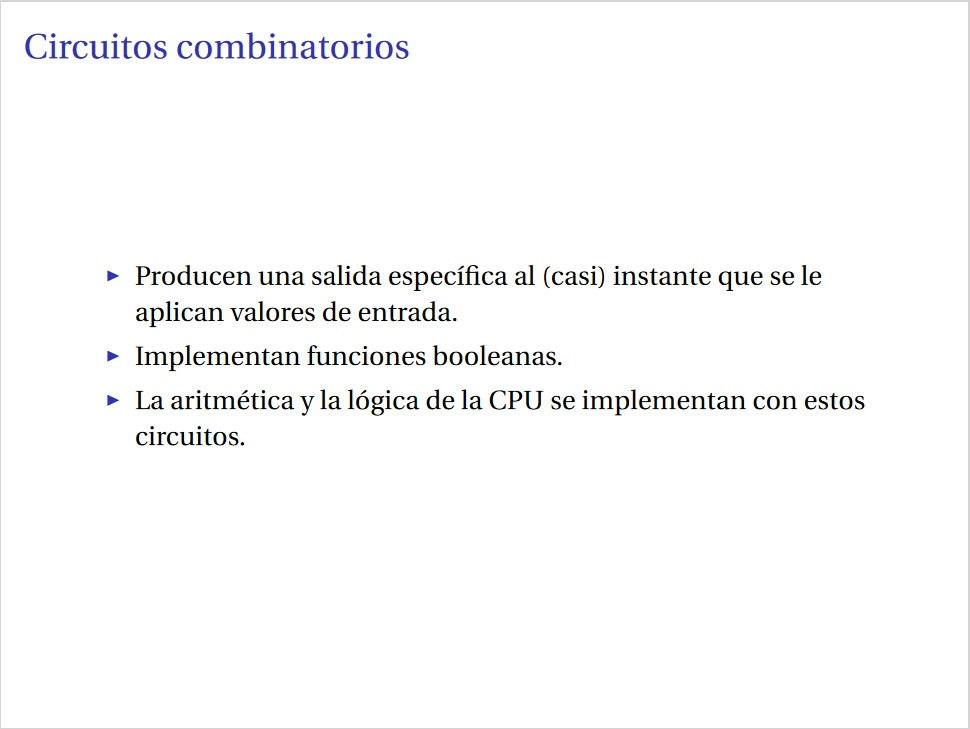 Circuitos combinatorios
▶ Producen una salida específica al (casi) instante que se le
aplican valores de entrada.
▶ Implementan funciones booleanas.
▶ La aritmética y la lógica de la CPU se implementan con estos
circuitos.